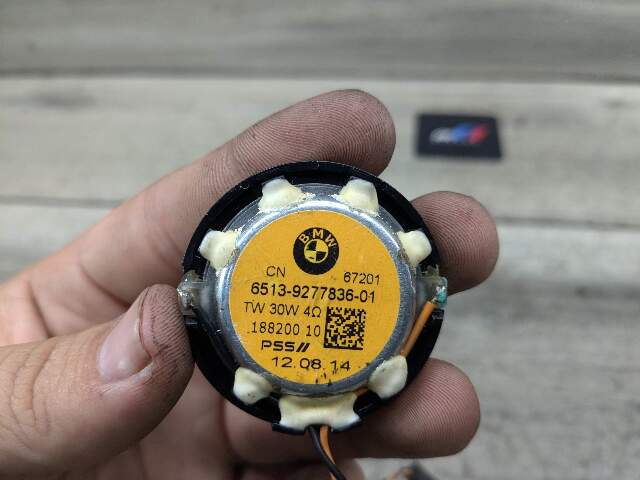 BMW
CN 67201
6513-9277836-01
TW 30W 4Ω
188200 10
PSS//
12.08.14